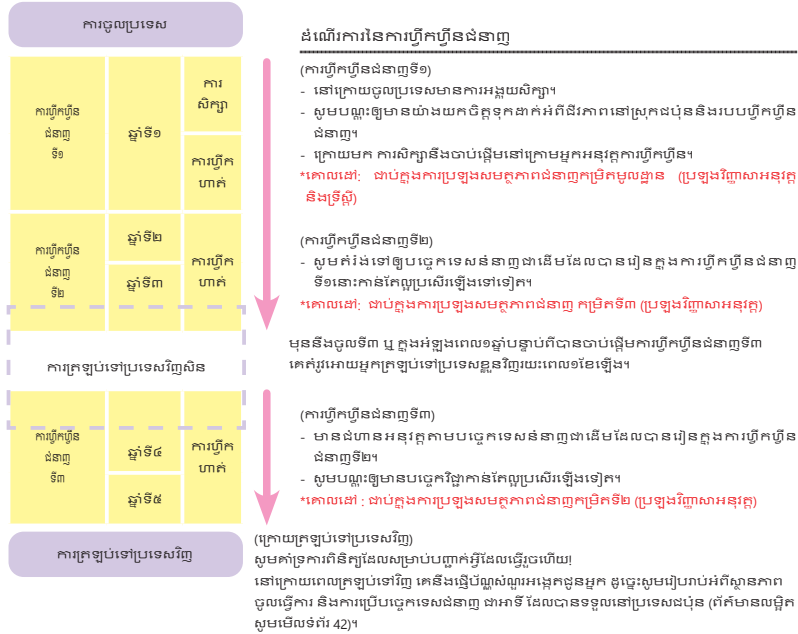 ការចូលប្រទេស
ការហ្វឹកហ្វឺន
ជំនាញ
ទី១
ឆ្នាំទី១
ការ
សិក្សា
ការហ្វឹក
ហាត់
ការហ្វឹកហ្វឺន
ជំនាញ
ទី២
ឆ្នាំទី២
ឆ្នាំទី៣
ការហ្វឹក
ហាត់
ការត្រឡប់ទៅប្រទេសវិញសិន
ការហ្វឹកហ្វឺន
ជំនាញ
ទី៣
ឆ្នាំទី៤
ឆ្នាំទី៥
ការហ្វឹក
ហាត់
ការត្រឡប់ទៅប្រទេសវិញ
ដំណើរការនៃការហ្វឹកហ្វឺនជំនាញ
(ការហ្វឹកហ្វឺនជំនាញទី១)
- នៅក្រោយចូលប្រទេសមានការអង្គុយសិក្សា។
- សូមបណ្ដុះឲ្យមានយ៉ាងយកចិត្តទុកដាក់អំពីជីវភាពនៅស្រុកជប៉ុននិងរបបហ្វឹកហ្វឺន
ជំនាញ។
- ក្រោយមក ការសិក្សានឹងចាប់ផ្ដើមនៅក្រោមអ្នកអនុវត្តការហ្វឹកហ្វឺន។
*គោលដៅ: ជាប់ក្នុងការប្រឡងសមត្ថភាពជំនាញកម្រិតមូលដ្ឋាន (ប្រឡងវិញ្ញាសាអនុវត្ត
និងទ្រឹស្ដី)
(ការហ្វឹកហ្វឺនជំនាញទី២)
- សូមតំរង់ទៅឲ្យបច្ចេកទេសនំនាញជាដើមដែលបានរៀនក្នុងការហ្វឹកហ្វឺនជំនាញ
ទី១នោះកាន់តែល្អប្រសើរឡើងទៅទៀត។
*គោលដៅ: ជាប់ក្នុងការប្រឡងសមត្ថភាពជំនាញ កម្រិតទី៣ (ប្រឡងវិញ្ញាសាអនុវត្ត)
មុននឹងចូលទី៣ ឬ ក្នុងអំឡុងពេល១ឆ្នាំបន្ទាប់ពីបានចាប់ផ្ដើមការហ្វឹកហ្វឺនជំនាញទី៣
គេតំរូវអោយអ្នកត្រឡប់ទៅប្រទេសខ្លួនវិញរយះពេល១ខែឡើង។
(ការហ្វឹកហ្វឺនជំនាញទី៣)
- មានជំហានអនុវត្តតាមបច្ចេកទេសនំនាញជាដើមដែលបានរៀនក្នុងការហ្វឹកហ្វឺន
ជំនាញទី២។
- សូមបណ្ដុះឲ្យមានបច្ចេកវិជ្ជាកាន់តែល្អប្រសើរឡើងទៀត។
*គោលដៅ : ជាប់ក្នុងការប្រឡងសមត្ថភាពជំនាញកម្រិតទី២ (ប្រឡងវិញ្ញាសាអនុវត្ត)
(ក្រោយត្រឡប់ទៅប្រទេសវិញ)
សូមគាំទ្រការពិនិត្យដែលសម្រាប់បញ្ជាក់អ្វីដែលធ្វើរួចហើយ!
នៅក្រោយពេលត្រឡប់ទៅវិញ គេនឹងផ្ញើប័ណ្ណសំណួរអង្កេតជូនអ្នក ដូច្នេះសូមរៀបរាប់អំពីស្ថានភាព
ចូលធ្វើការ និងការប្រើបច្ចេកទេសជំនាញ ជាអាទិ៍ ដែលបានទទួលនៅប្រទេសជប៉ុន (ព័ត៍មានលម្អិត
សូមមើលទំព័រ 42)។